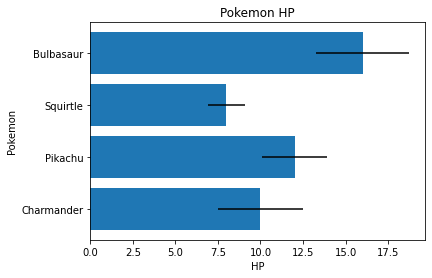 Pokemon HP
Bulbasaur
Squirtle
Pikachu
Charmander
Pokemon
0.0 2.5 5.0 7.5 10.0 12.5 15.0 17.5
HP